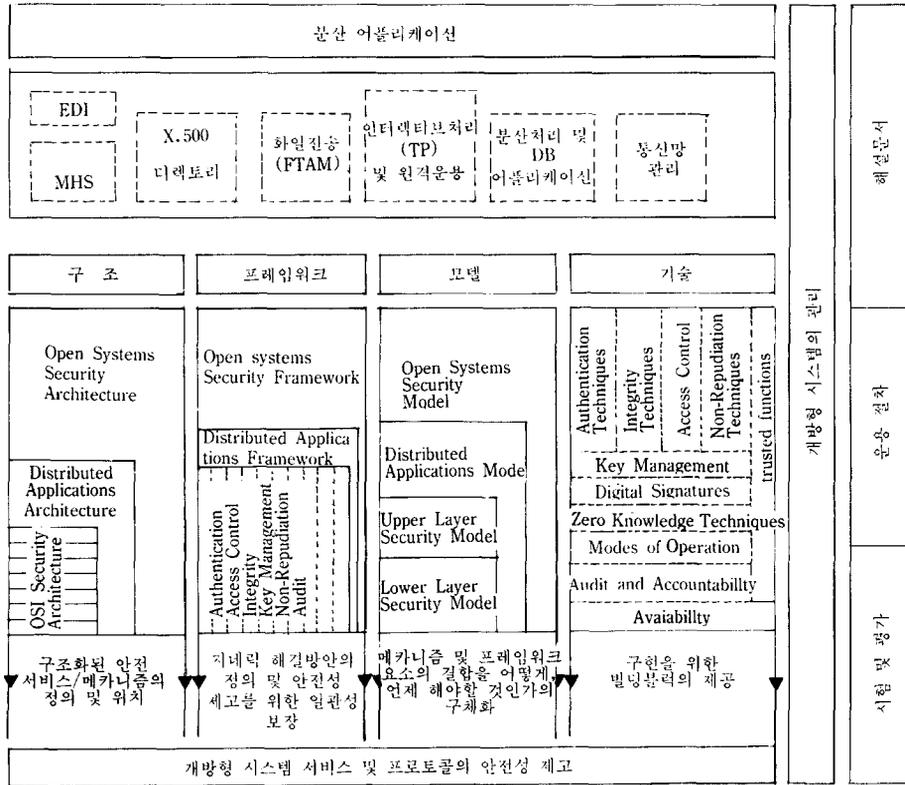 분산 어플리케이션
EDI
MHS
X.500
디렉토리
화일전송
(FTAM)
인터랙티브처리
(TP)
및 원격운용
분산처리 및
DB
어플리케이션
통신망
관리
구 조
프레임워크
모델
기술
Open Systems
Security
Architecture
Distributed
Applications
Architecture
OSI Security
Architecture
Open systems
Security Framework
Distributed Applica
tions Framework
Authentication
Access Control
Integrity
Key Management
Non-Repudiation
Audit
Open Systems
Security
Model
Distributed
Applications Mode
Upper Layer
Security Model
Lower Layer
Security Model
Authentication
Techniques
Integrity
Techniques
Access Control
Non-Repudiation
Techniques
trusted functions
Key Management
Digital Signatures
Zero Knowledge Techniques
Modes of Operation
Audit and Accountabillty
Avaiability
구조화된 안전
서비스/메카니즘의
정의 및 위치
지네릭 해결방안의
정의 및 안전성
제고를 위한 일관성
보장
메카니즘 및 프레임워크
요소의 결합을 어떻게,
언제 해야할 것인가의
구체화
구현을 위한
빌딩블럭의 제공
개방형 시스템 서비스 및 프로토콜의 안전성 제고
개방형 시스템의 관리
해설문서
운용 절차
시험 및 평가